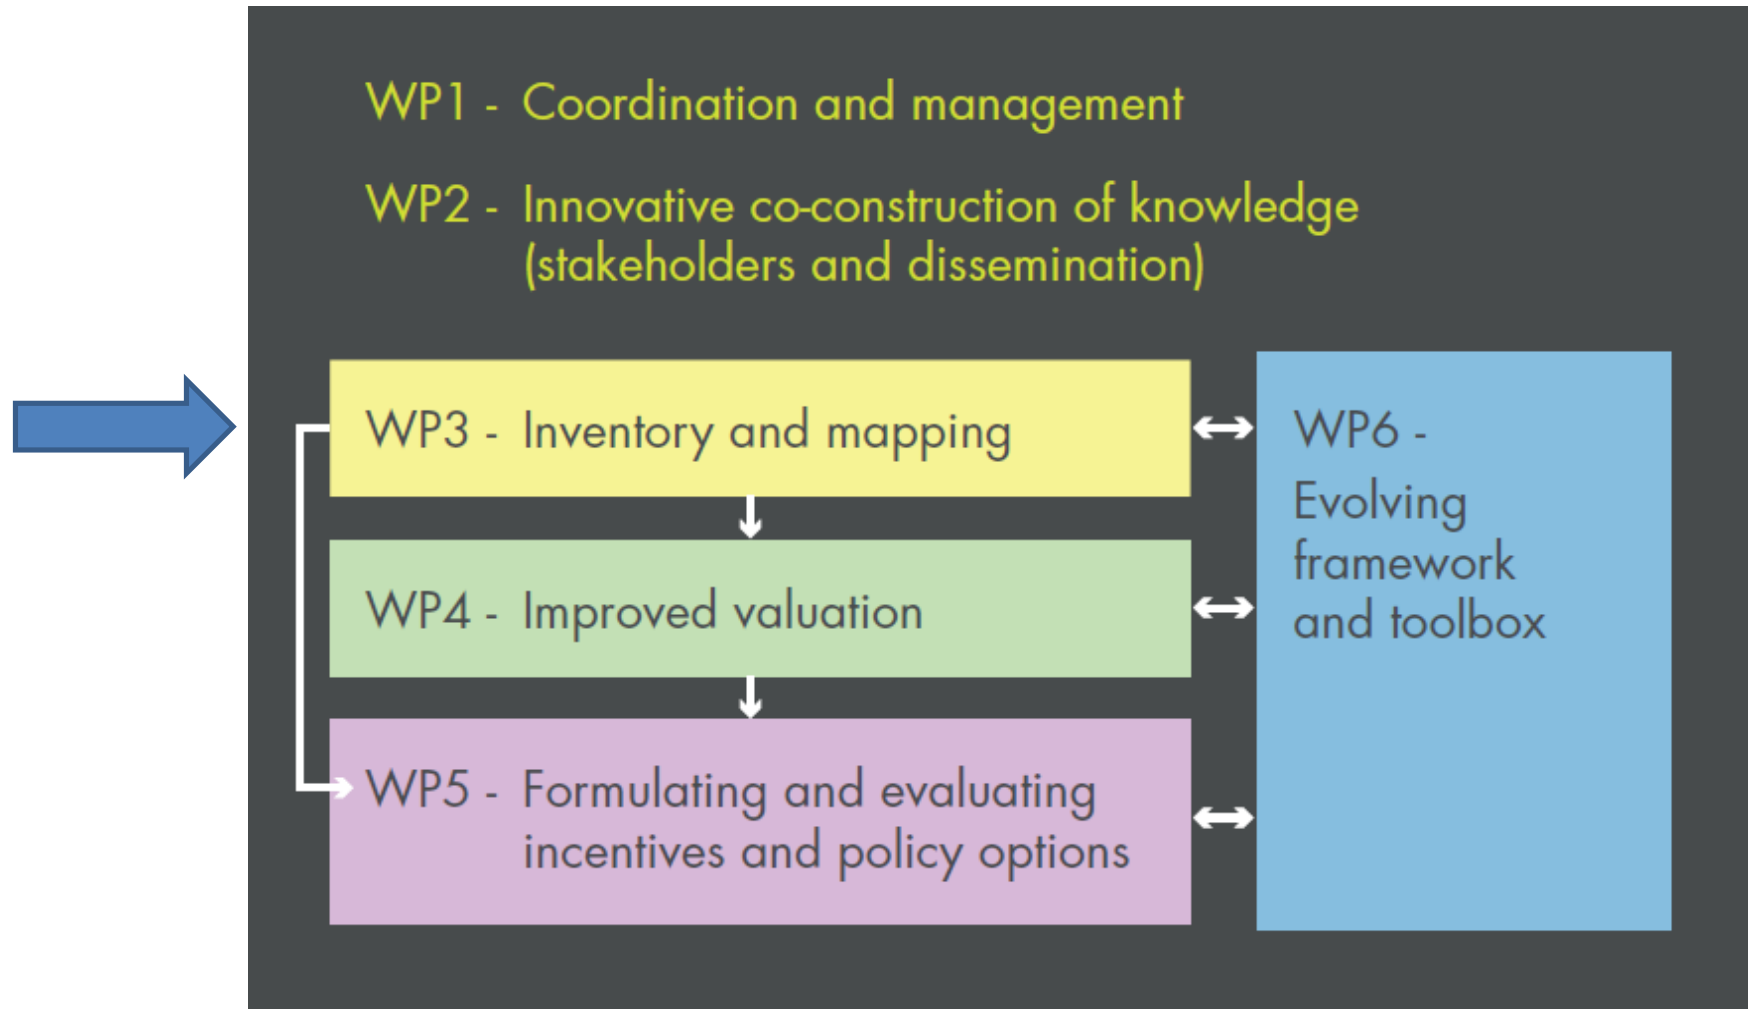 WP1 - Coordination and management
WP2 - Innovative co-construction of knowledge
(stakeholders and dissemination)
WP3 - Inventory and mapping
WP4 - Improved valuation
WP5 - Formulating and evaluating
incentives and policy options
WP6 -
Evolving
framework
and toolbox